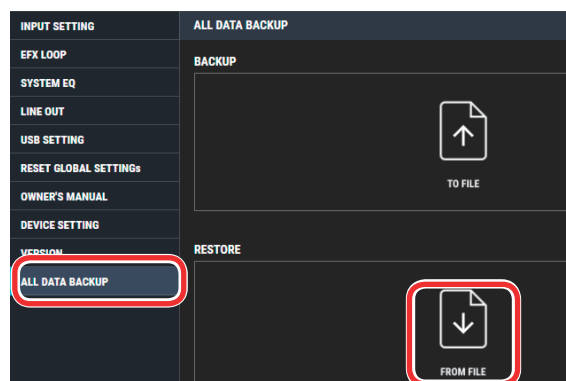 INPUT SETTING
EFX LOOP
SYSTEM EQ
LINE OUT
USB SETTING
RESET GLOBAL SETTINGs
OWNER'S MANUAL
DEVICE SETTING
VERSION
ALL DATA BACKUP
ALL DATA BACKUP
BACKUP
TO FILE
RESTORE
FROM FILE